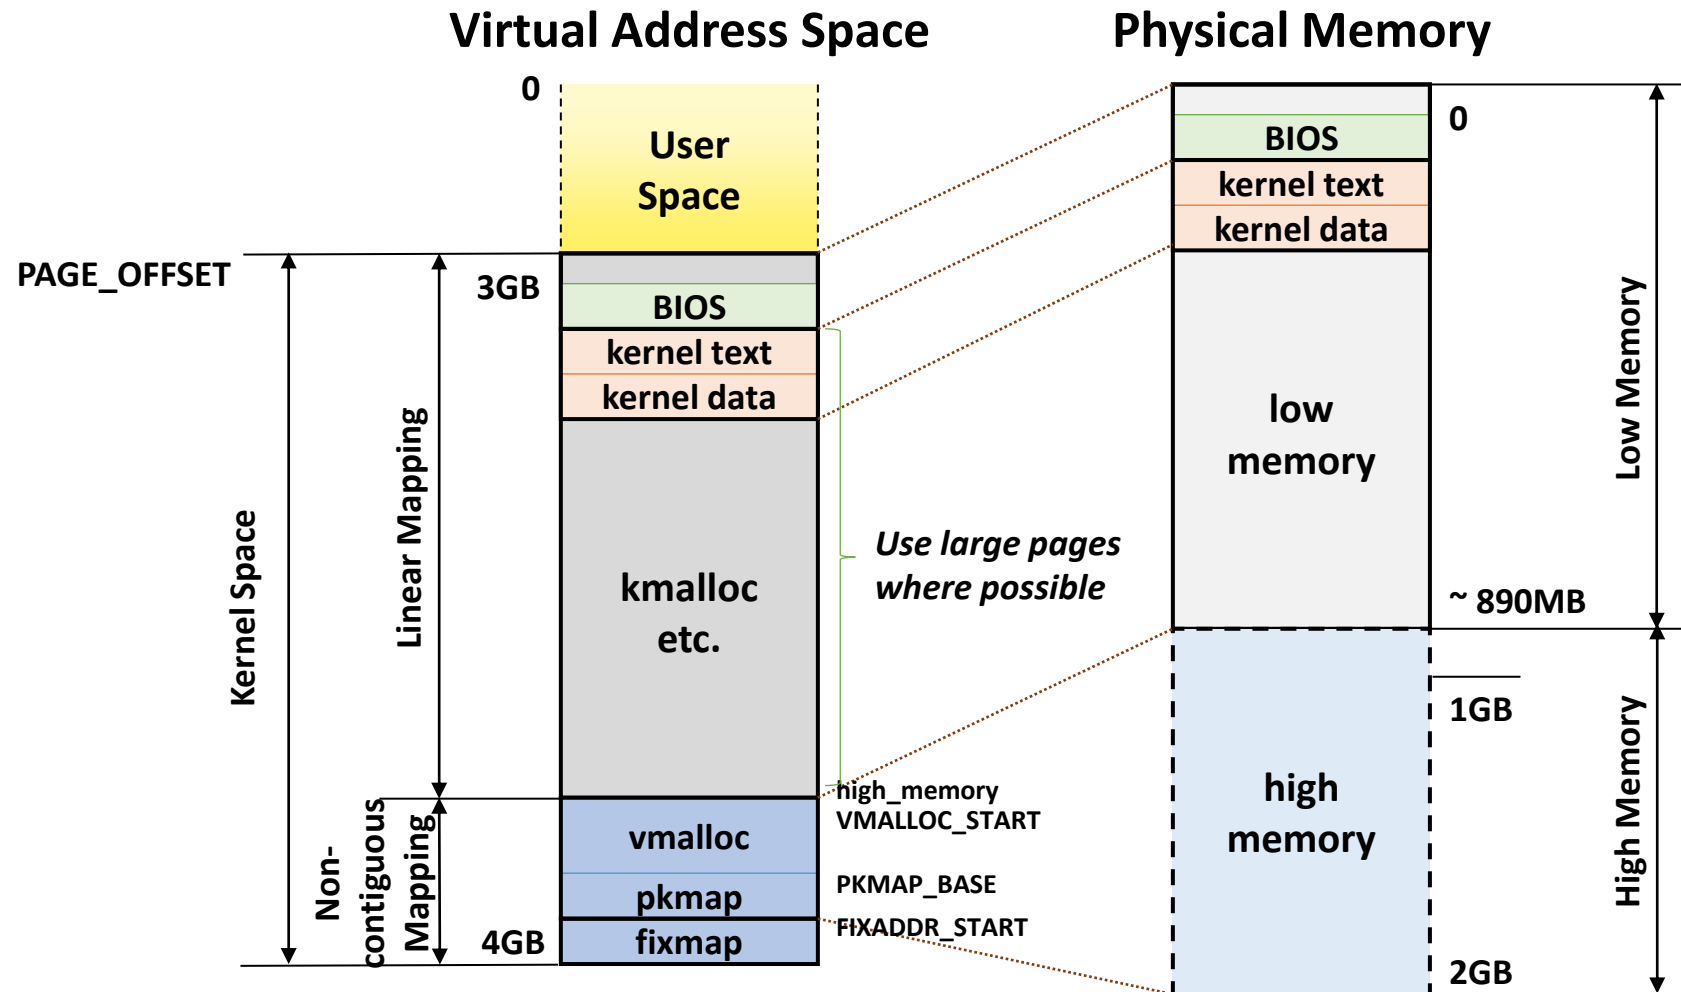 Virtual Address Space
Physical Memory
0
User
Space
PAGE_OFFSET
3GB
BIOS
kernel text
kernel data
kmalloc
etc.
Kernel Space
Linear Mapping
Use large pages
where possible
high_memory
VMALLOC_START
vmalloc
PKMAP_BASE
pkmap
FIXADDR_START
fixmap
4GB
Non-
contiguous
Mapping
0
BIOS
kernel text
kernel data
low
memory
~ 890MB
1GB
high
memory
2GB
Low Memory
High Memory